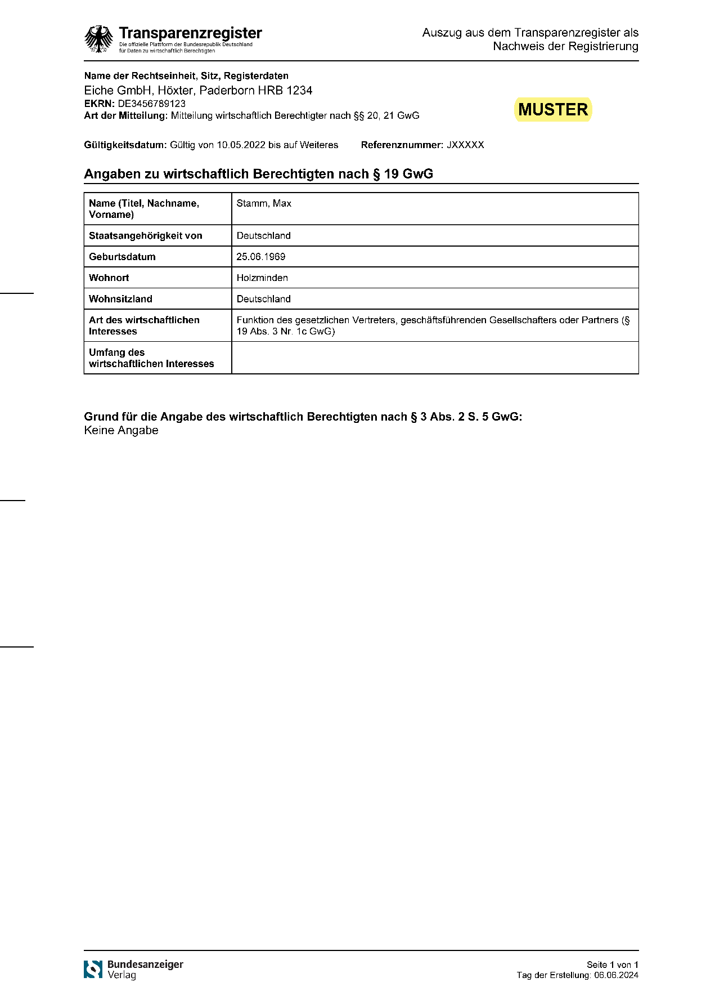 Transparenzregister
Die offizielle Plattform der Bundesrepublik Deutschland
für Daten zu wirtschaftlich Berechtigten
Auszug aus dem Transparenzregister als
Nachweis der Registrierung
Name der Rechtseinheit, Sitz, Registerdaten
Eiche GmbH, Höxter, Paderborn HRB 1234
EKRN: DE3456789123
Art der Mitteilung: Mitteilung wirtschaftlich Berechtigter nach §§ 20, 21 GwG
MUSTER
Gültigkeitsdatum: Gültig von 10.05.2022 bis auf Weiteres Referenznummer: JXXXXX
Angaben zu wirtschaftlich Berechtigten nach § 19 GwG
Name (Titel, Nachname,
Vorname)
Stamm, Max
Staatsangehörigkeit von
Deutschland
Geburtsdatum
25.06.1969
Wohnort
Holzminden
Wohnsitzland
Deutschland
Art des wirtschaftlichen
Interesses
Funktion des gesetzlichen Vertreters, geschäftsführenden Gesellschafters oder Partners (§
19 Abs. 3 Nr. 1c GwG)
Umfang des
wirtschaftlichen Interesses
Grund für die Angabe des wirtschaftlich Berechtigten nach § 3 Abs. 2 S. 5 GwG:
Keine Angabe
Bundesanzeiger
Verlag
Seite 1 von 1
Tag der Erstellung: 06.06.2024